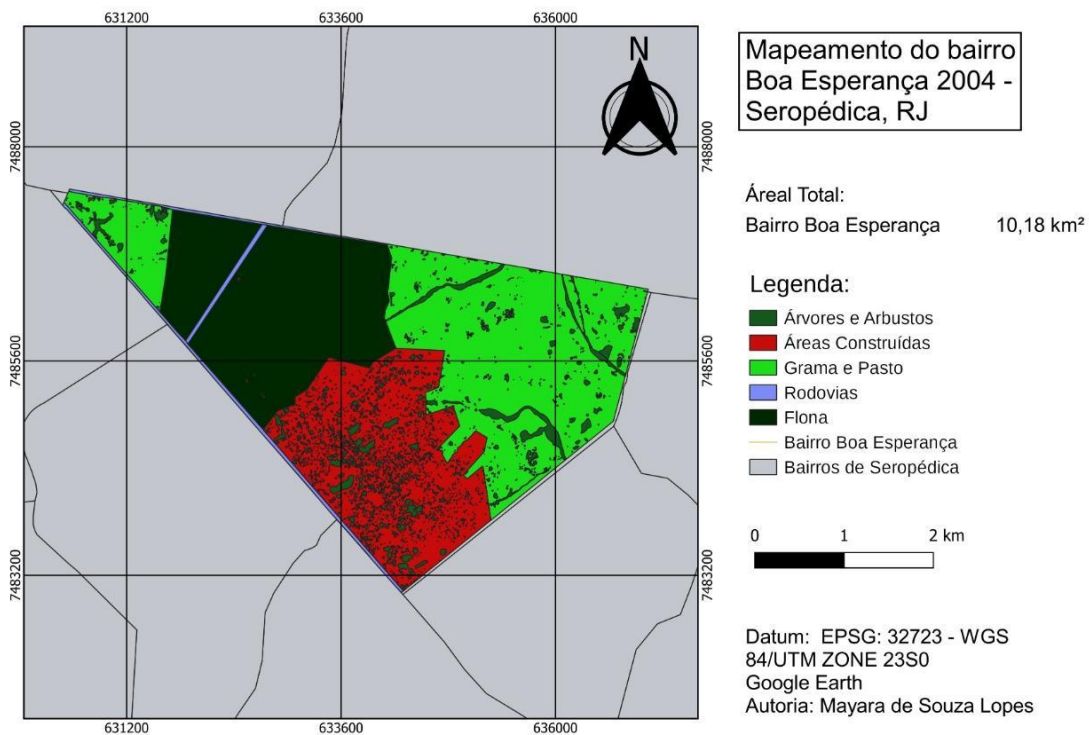 631200 633600 636000
N
7488000 7488000
7485600 7485600
7483200 7483200
631200 633600 636000
Mapeamento do bairro
Boa Esperança 2004 -
Seropédica, RJ
Áreal Total:
Bairro Boa Esperança 10,18 km²
Legenda:
Árvores e Arbustos
Áreas Construídas
Grama e Pasto
Rodovias
Flona
Bairro Boa Esperança
Bairros de Seropédica
0 1 2 km
Datum: EPSG: 32723 - WGS
84/UTM ZONE 23S0
Google Earth
Autoria: Mayara de Souza Lopes